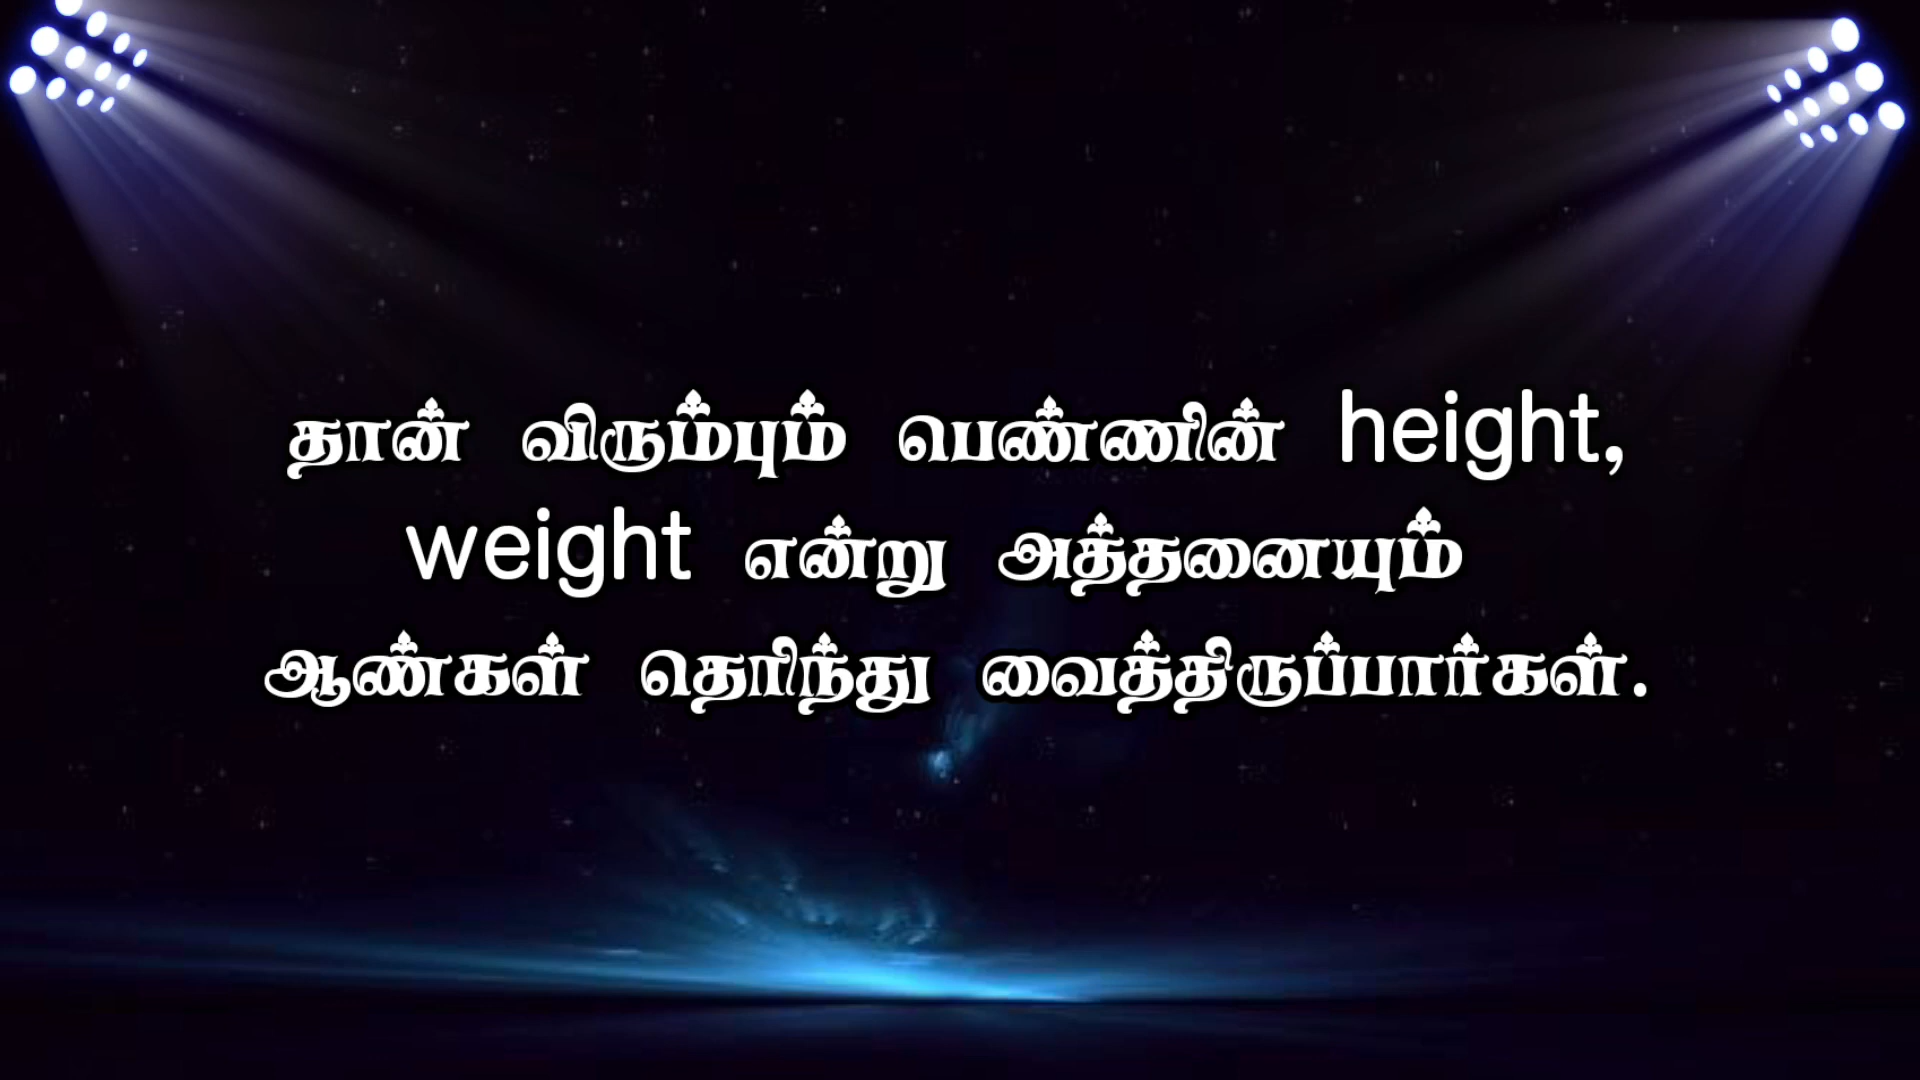 தான் விரும்பும் பெண்ணின் height,
weight என்று அத்தனையும்
ஆண்கள் தெரிந்து வைத்திருப்பார்கள்.